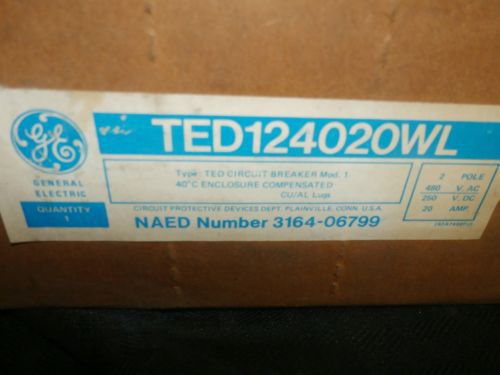 TED124020WL
GE
GENERAL
ELECTRIC
QUANTITY
1
Type: TED CIRCUIT BREAKER Mod. 1
40°C ENCLOSURE COMPENSATED
CU/AL Lugs
2 POLE
480 V. AC
250 V. DC
20 AMP.
CIRCUIT PROTECTIVE DEVICES DEPT. PLAINVILLE, CONN. U.S.A.
NAED Number 3164-06799